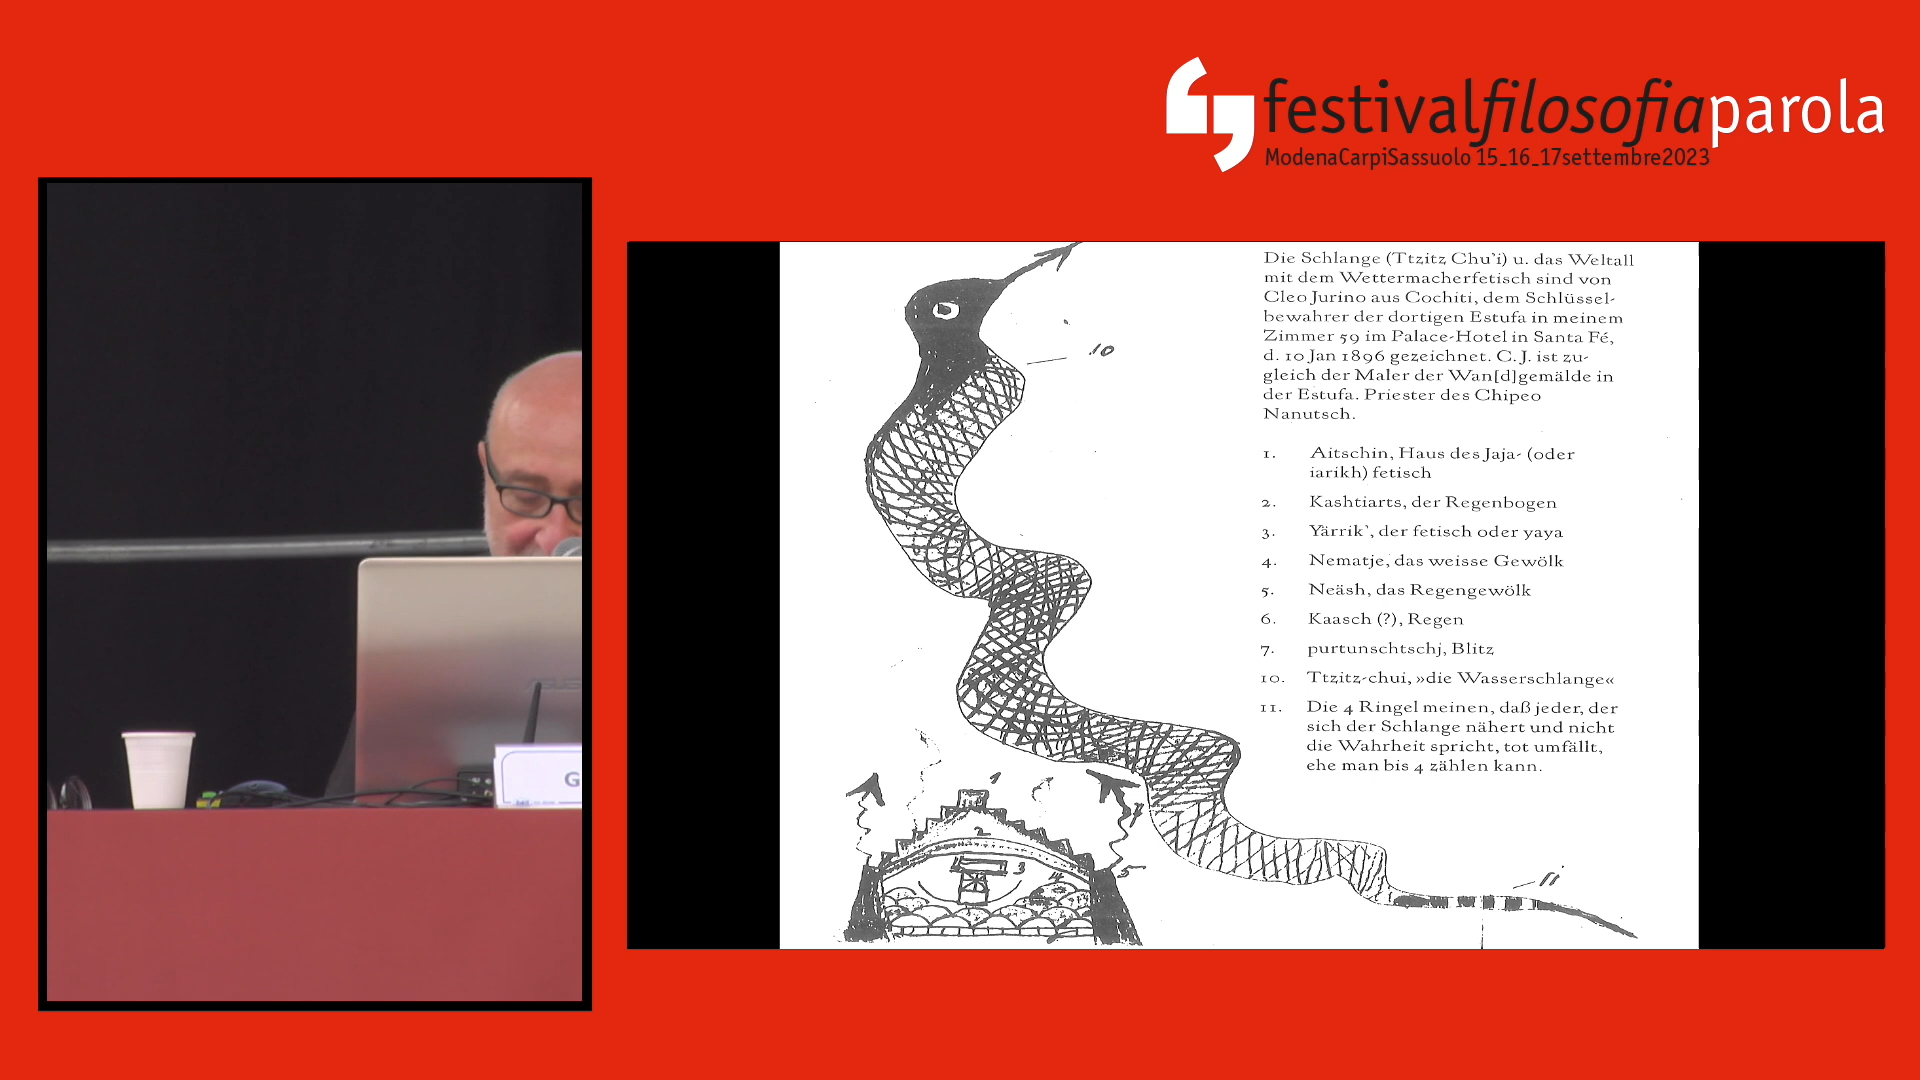 festivalfilosofiaparola
ModenaCarpiSassuolo 15_16_17settembre2023
Die Schlange (Ttzitz Chu’i) u. das Weltall
mit dem Wettermacherfetisch sind von
Cleo Jurino aus Cochiti, dem Schlüssel-
bewahrer der dortigen Estufa in meinem
Zimmer 59 im Palace-Hotel in Santa Fé,
d. 10 Jan 1896 gezeichnet. C. J. ist zu-
gleich der Maler der Wan[d]gemälde in
der Estufa. Priester des Chipeo
Nanutsch.
1. Aitschin, Haus des Jaja- (oder
iarikh) fetisch
2. Kashtiarts, der Regenbogen
3. Yärrik‛, der fetisch oder yaya
4. Nematje, das weisse Gewölk
5. Neäsh, das Regengewölk
6. Kaasch (?), Regen
7. purtunschtschj, Blitz
10. Ttzitz-chui, »die Wasserschlange«
11. Die 4 Ringel meinen, daß jeder, der
sich der Schlange nähert und nicht
die Wahrheit spricht, tot umfällt,
ehe man bis 4 zählen kann.
10
1
2
3
4
7
5
11
G